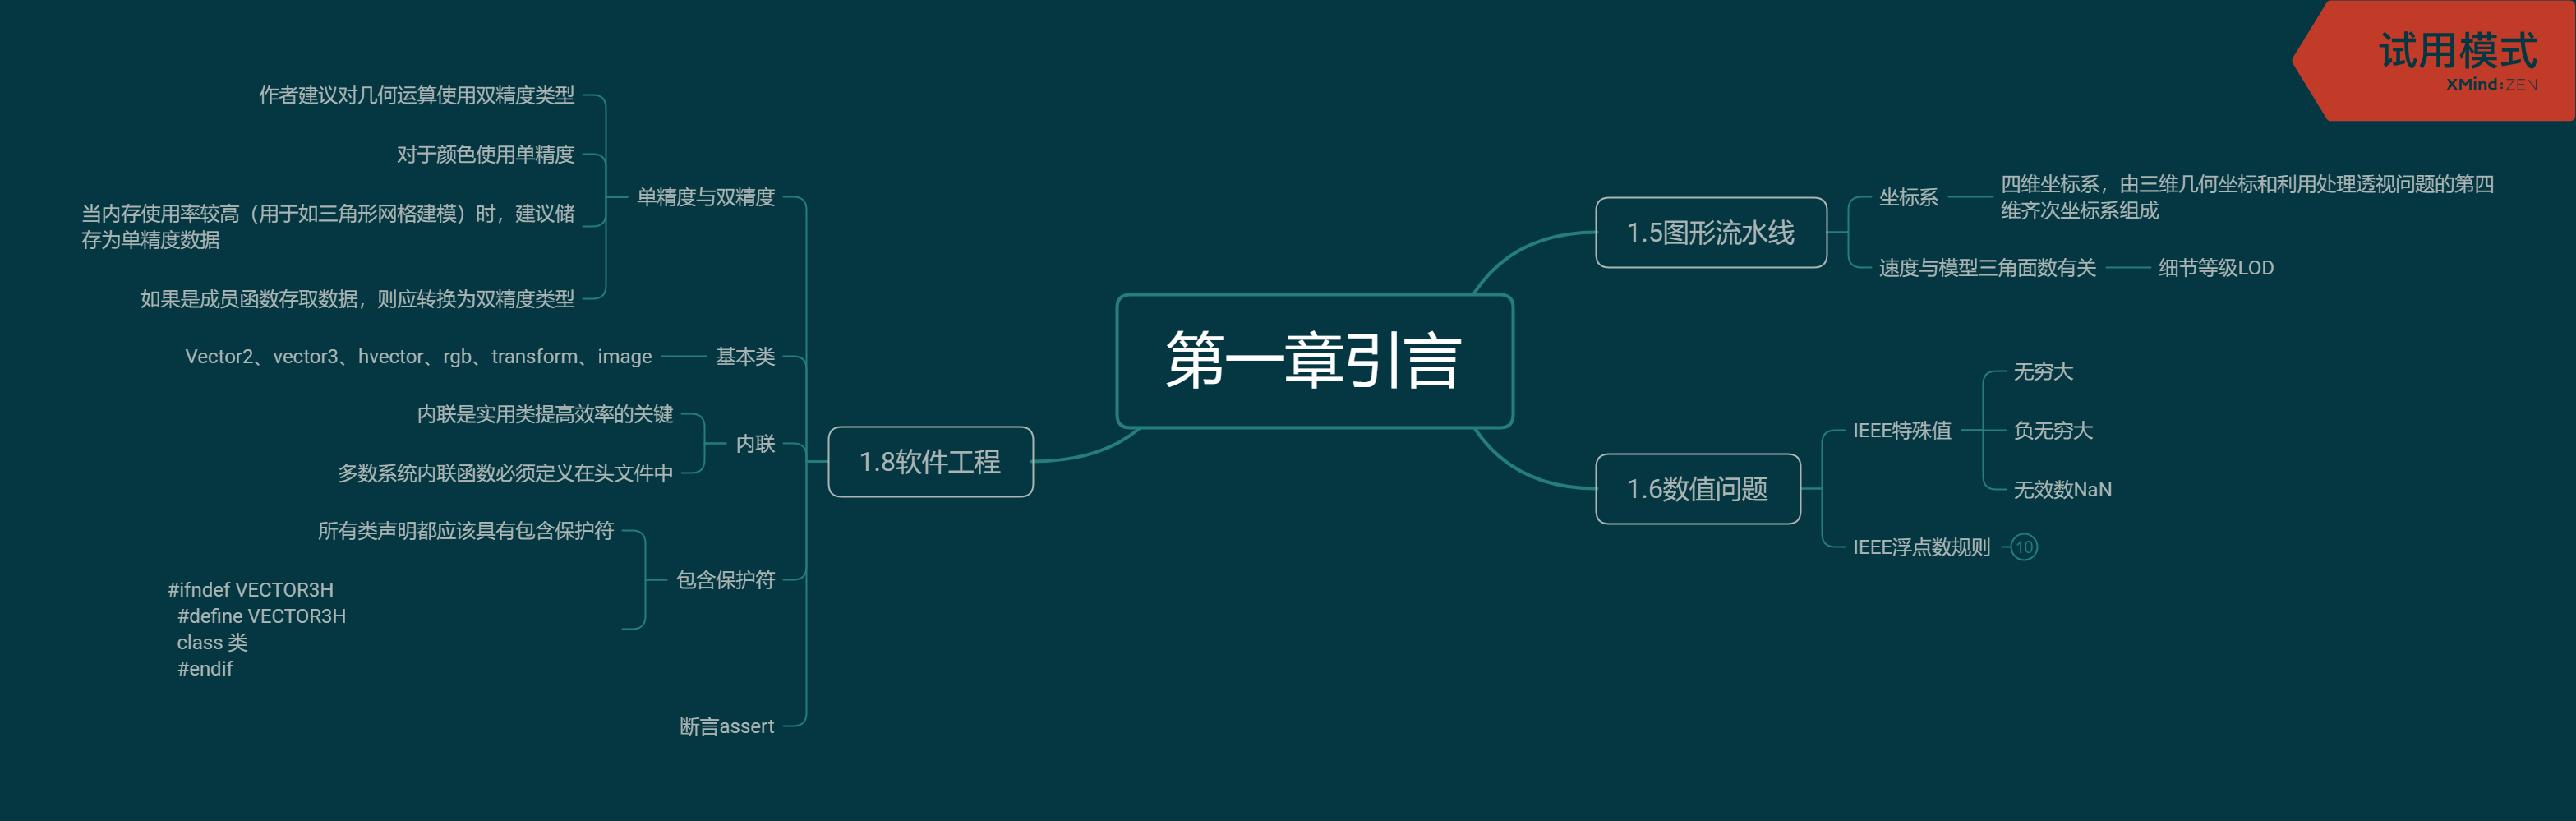 试用模式
XMind:ZEN
第一章引言
1.5图形流水线
坐标系
四维坐标系，由三维几何坐标和利用处理透视问题的第四
维齐次坐标系组成
速度与模型三角面数有关
细节等级LOD
1.6数值问题
IEEE特殊值
无穷大
负无穷大
无效数NaN
IEEE浮点数规则
10
1.8软件工程
单精度与双精度
作者建议对几何运算使用双精度类型
对于颜色使用单精度
当内存使用率较高（用于如三角形网格建模）时，建议储
存为单精度数据
如果是成员函数存取数据，则应转换为双精度类型
基本类
Vector2、vector3、hvector、rgb、transform、image
内联
内联是实用类提高效率的关键
多数系统内联函数必须定义在头文件中
包含保护符
所有类声明都应该具有包含保护符
#ifndef VECTOR3H
#define VECTOR3H
class 类
#endif
断言assert